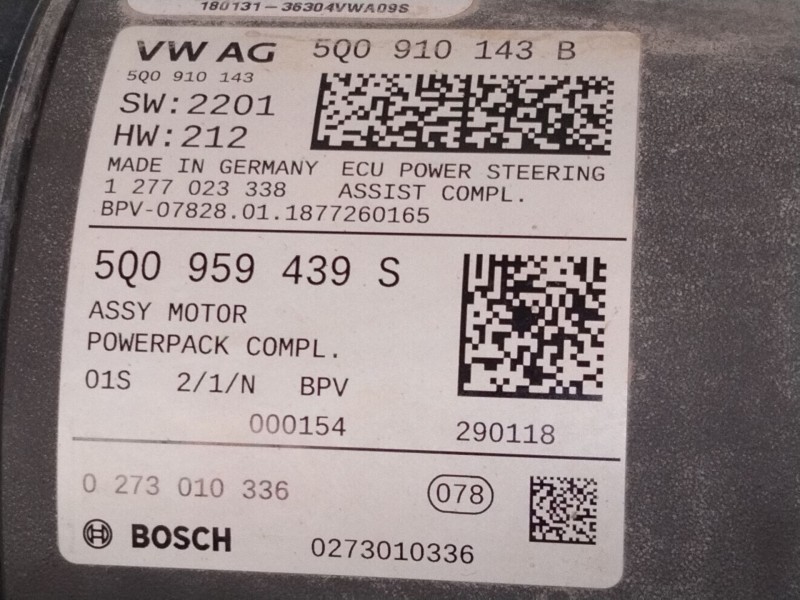 180131-36304VWA09S
VW AG 5Q0 910 143 B
5Q0 910 143
SW:2201
HW:212
MADE IN GERMANY ECU POWER STEERING
1 277 023 338 ASSIST COMPL.
BPV-07828.01.1877260165
5Q0 959 439 S
ASSY MOTOR
POWERPACK COMPL.
01S 2/1/N BPV
000154 290118
0 273 010 336 078
BOSCH 0273010336